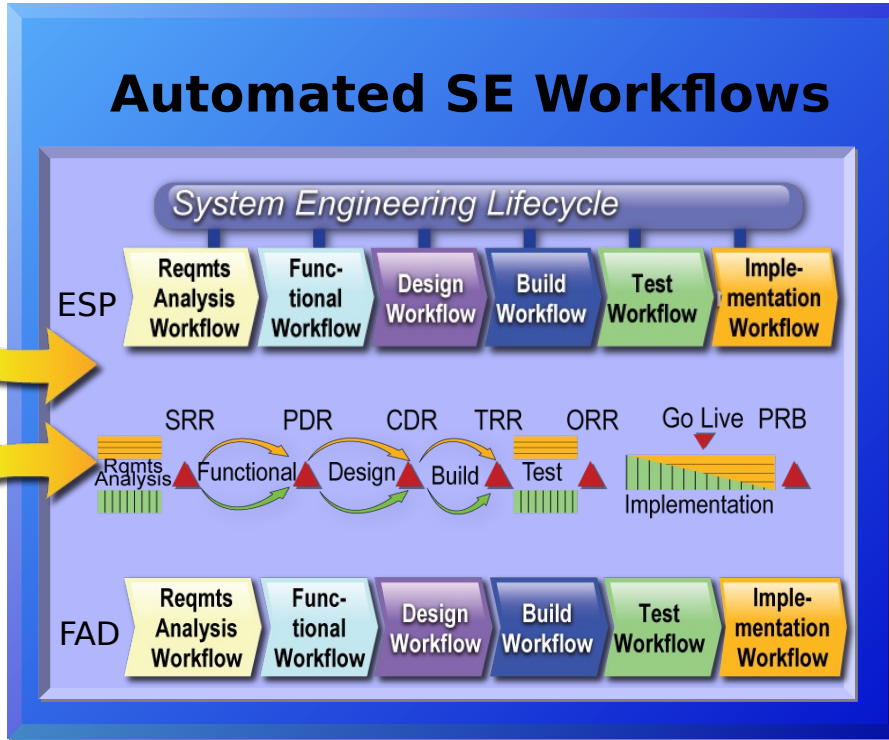 Automated SE Workflows
System Engineering Lifecycle
ESP
Reqmts
Analysis
Workflow
Func-
tional
Workflow
Design
Workflow
Build
Workflow
Test
Workflow
Imple-
mentation
Workflow
SRR
PDR
CDR
TRR
ORR
Go Live
PRB
Rqmts
Analysis
Functional
Design
Build
Test
Implementation
FAD
Reqmts
Analysis
Workflow
Func-
tional
Workflow
Design
Workflow
Build
Workflow
Test
Workflow
Imple-
mentation
Workflow